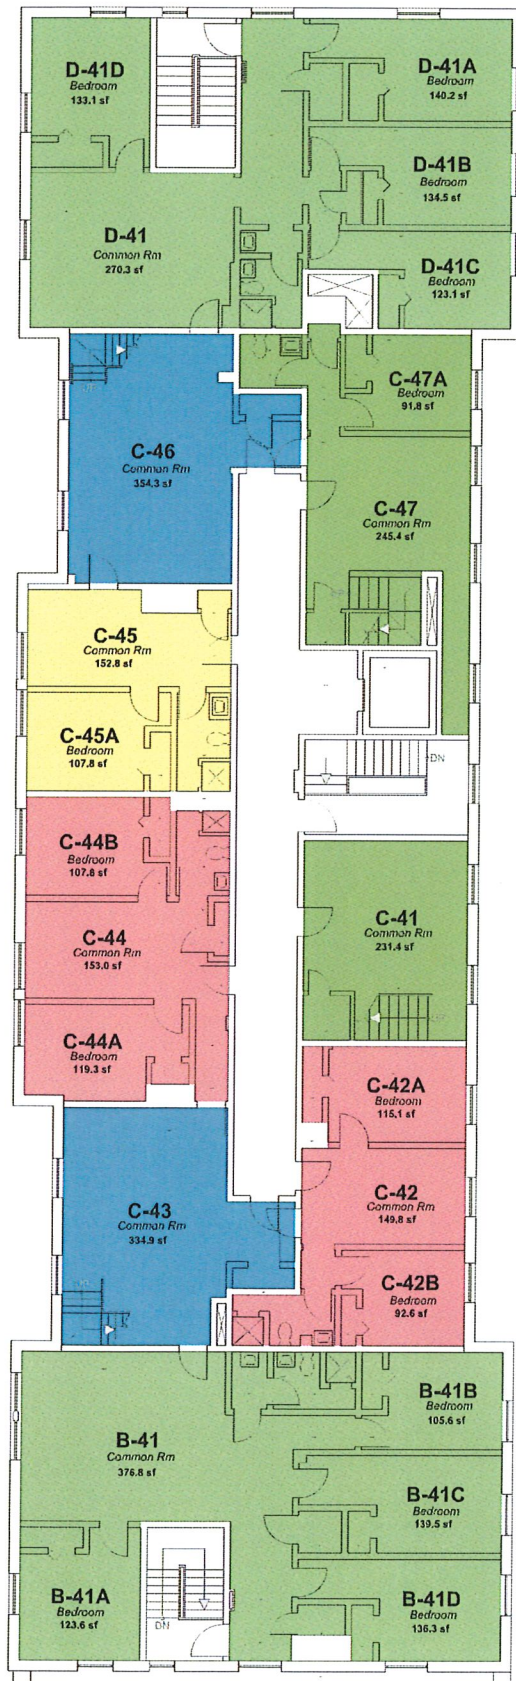 D-41D
Bedroom
133.1 sf
D-41A
Bedroom
140.2 sf
D-41B
Bedroom
134.5 sf
D-41
Common Rm
270.3 sf
D-41C
Bedroom
123.1 sf
C-47A
Bedroom
91.8 sf
C-46
Common Rm
354.3 sf
C-47
Common Rm
245.4 sf
C-45
Common Rm
152.8 sf
C-45A
Bedroom
107.8 sf
DN
C-44B
Bedroom
107.8 sf
C-41
Common Rm
231.4 sf
C-44
Common Rm
153.0 sf
C-44A
Bedroom
119.3 sf
C-42A
Bedroom
115.1 sf
C-43
Common Rm
334.9 sf
C-42
Common Rm
149.8 sf
C-42B
Bedroom
92.6 sf
B-41B
Bedroom
105.6 sf
B-41
Common Rm
376.8 sf
B-41C
Bedroom
139.5 sf
B-41A
Bedroom
123.6 sf
DN
B-41D
Bedroom
136.3 sf